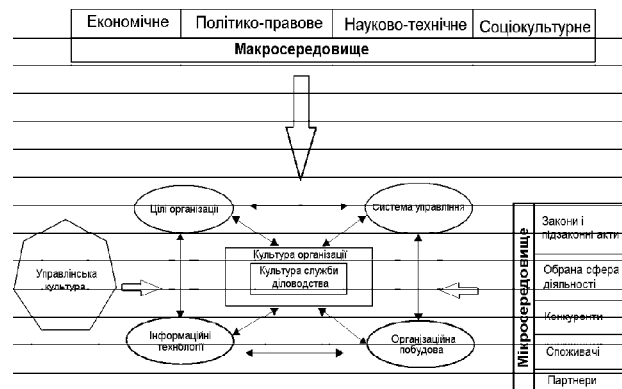 Економічне Політико-правове Науково-технічне Соціокультурне
Макросередовище
Цілі організації
Система управління
Управлінська
культура
Культура організації
Культура служби
діловодства
Інформаційні
технології
Організаційна
побудова
Мікросередовище
Закони і
підзаконні акти
Обрана сфера
діяльності
Конкуренти
Споживачі
Партнери